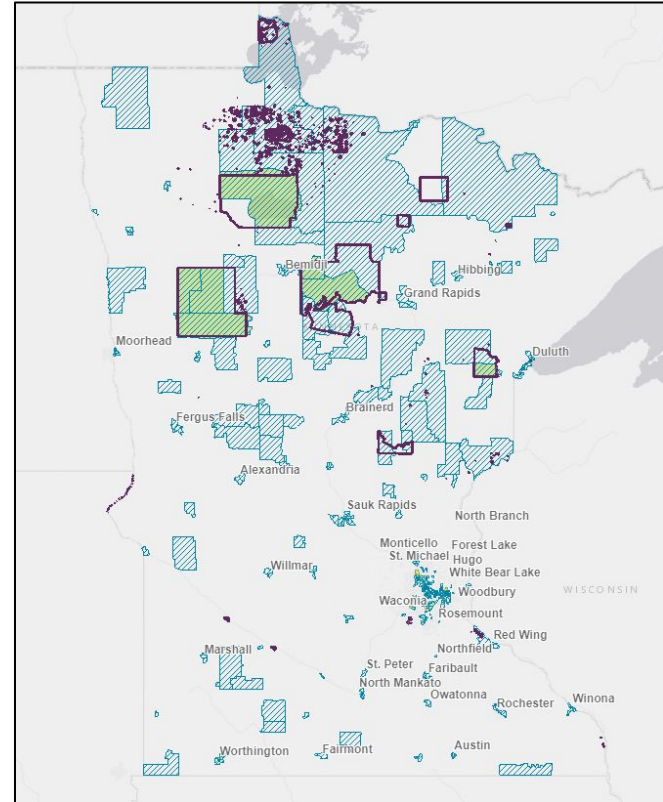 Bemidji
Hibbing
Grand Rapids
TA
Moorhead
Duluth
Fergus Falls
Brainerd
Alexandria
Sauk Rapids
North Branch
Monticello
Forest Lake
St. Michael
Hugo
White Bear Lake
WISCONSIN
Willmar
Woodbury
Waconia
Rosemount
Red Wing
Marshall
Northfield
St. Peter
Faribault
North Mankato
Owatonna
Rochester
Winona
Worthington
Fairmont
Austin